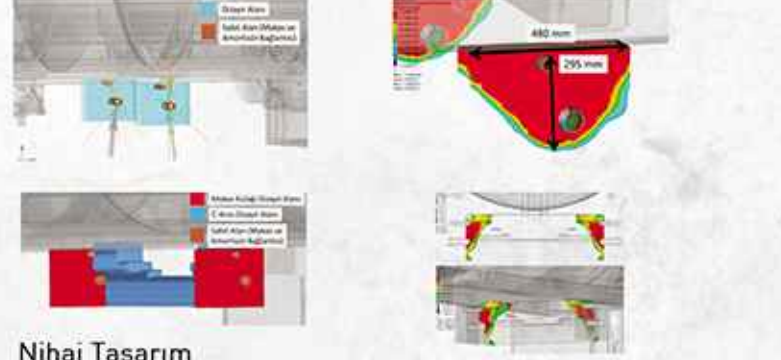 Dizayn Alanı
Sabit Alan (Makas ve
Amortisör Bağlantısı)
480 mm
295 mm
Makas Kulağı Dizayn Alanı
Dizayn Alanı
Sabit Alan (Makas ve
Amortisör Bağlantısı)
Nihai Tasarım